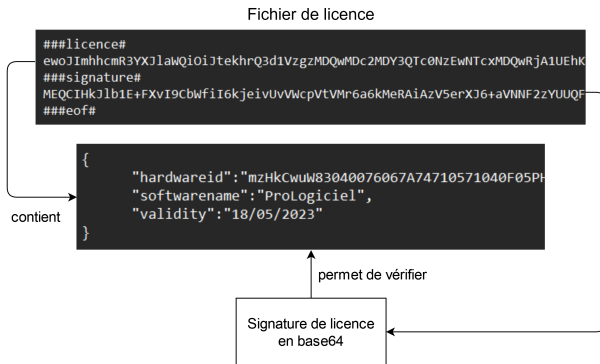 Fichier de licence
###licence#
ewoJImhhcmR3YXJlaWQiOiJtekhrQ3d1VzgzMDQwMDc2MDY3QTc0NzEwNTcxMDQwRjA1UEhK
###signature#
MEQCIHkJlb1E+FXvI9CbWfiI6kjeivUvVWcpVtVMr6a6kMeRAiAzV5erXJ6+aVNNF2zYUUQF
###eof#
{
"hardwareid":"mzHkCwuW83040076067A74710571040F05PH
"softwarename":"ProLogiciel",
"validity":"18/05/2023"
}
contient
permet de vérifier
Signature de licence
en base64